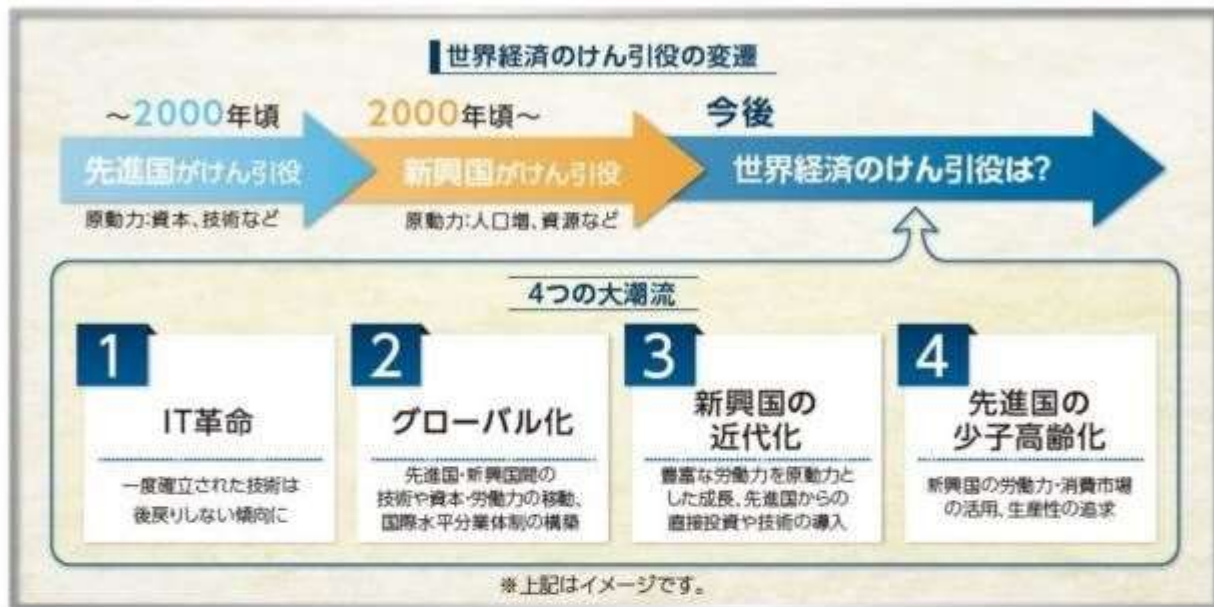 世界経済のけん引役の変遷
～2000年頃
2000年頃～
今後
先進国がけん引役
新興国がけん引役
世界経済のけん引役は?
原動力:資本、技術など
原動力:人口増、資源など
4つの大潮流
1
IT革命
一度確立された技術は
後戻りしない傾向に
2
グローバル化
先進国・新興国間の
技術や資本・労働力の移動、
国際水平分業体制の構築
3
新興国の
近代化
豊富な労働力を原動力と
した成長、先進国からの
直接投資や技術の導入
4
先進国の
少子高齢化
新興国の労働力・消費市場
の活用、生産性の追求
※上記はイメージです。